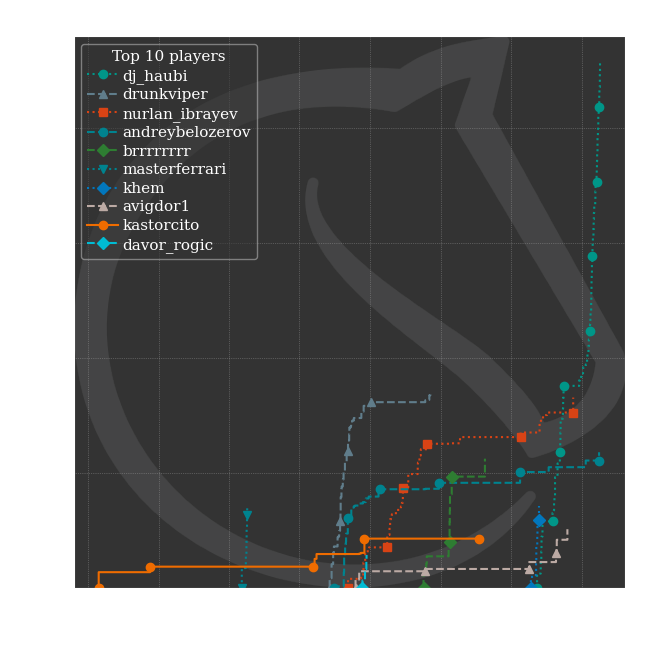 Top 10 players
dj_haubi
drunkviper
nurlan_ibrayev
andreybelozerov
brrrrrrrr
masterferrari
khem
avigdor1
kastorcito
davor_rogic